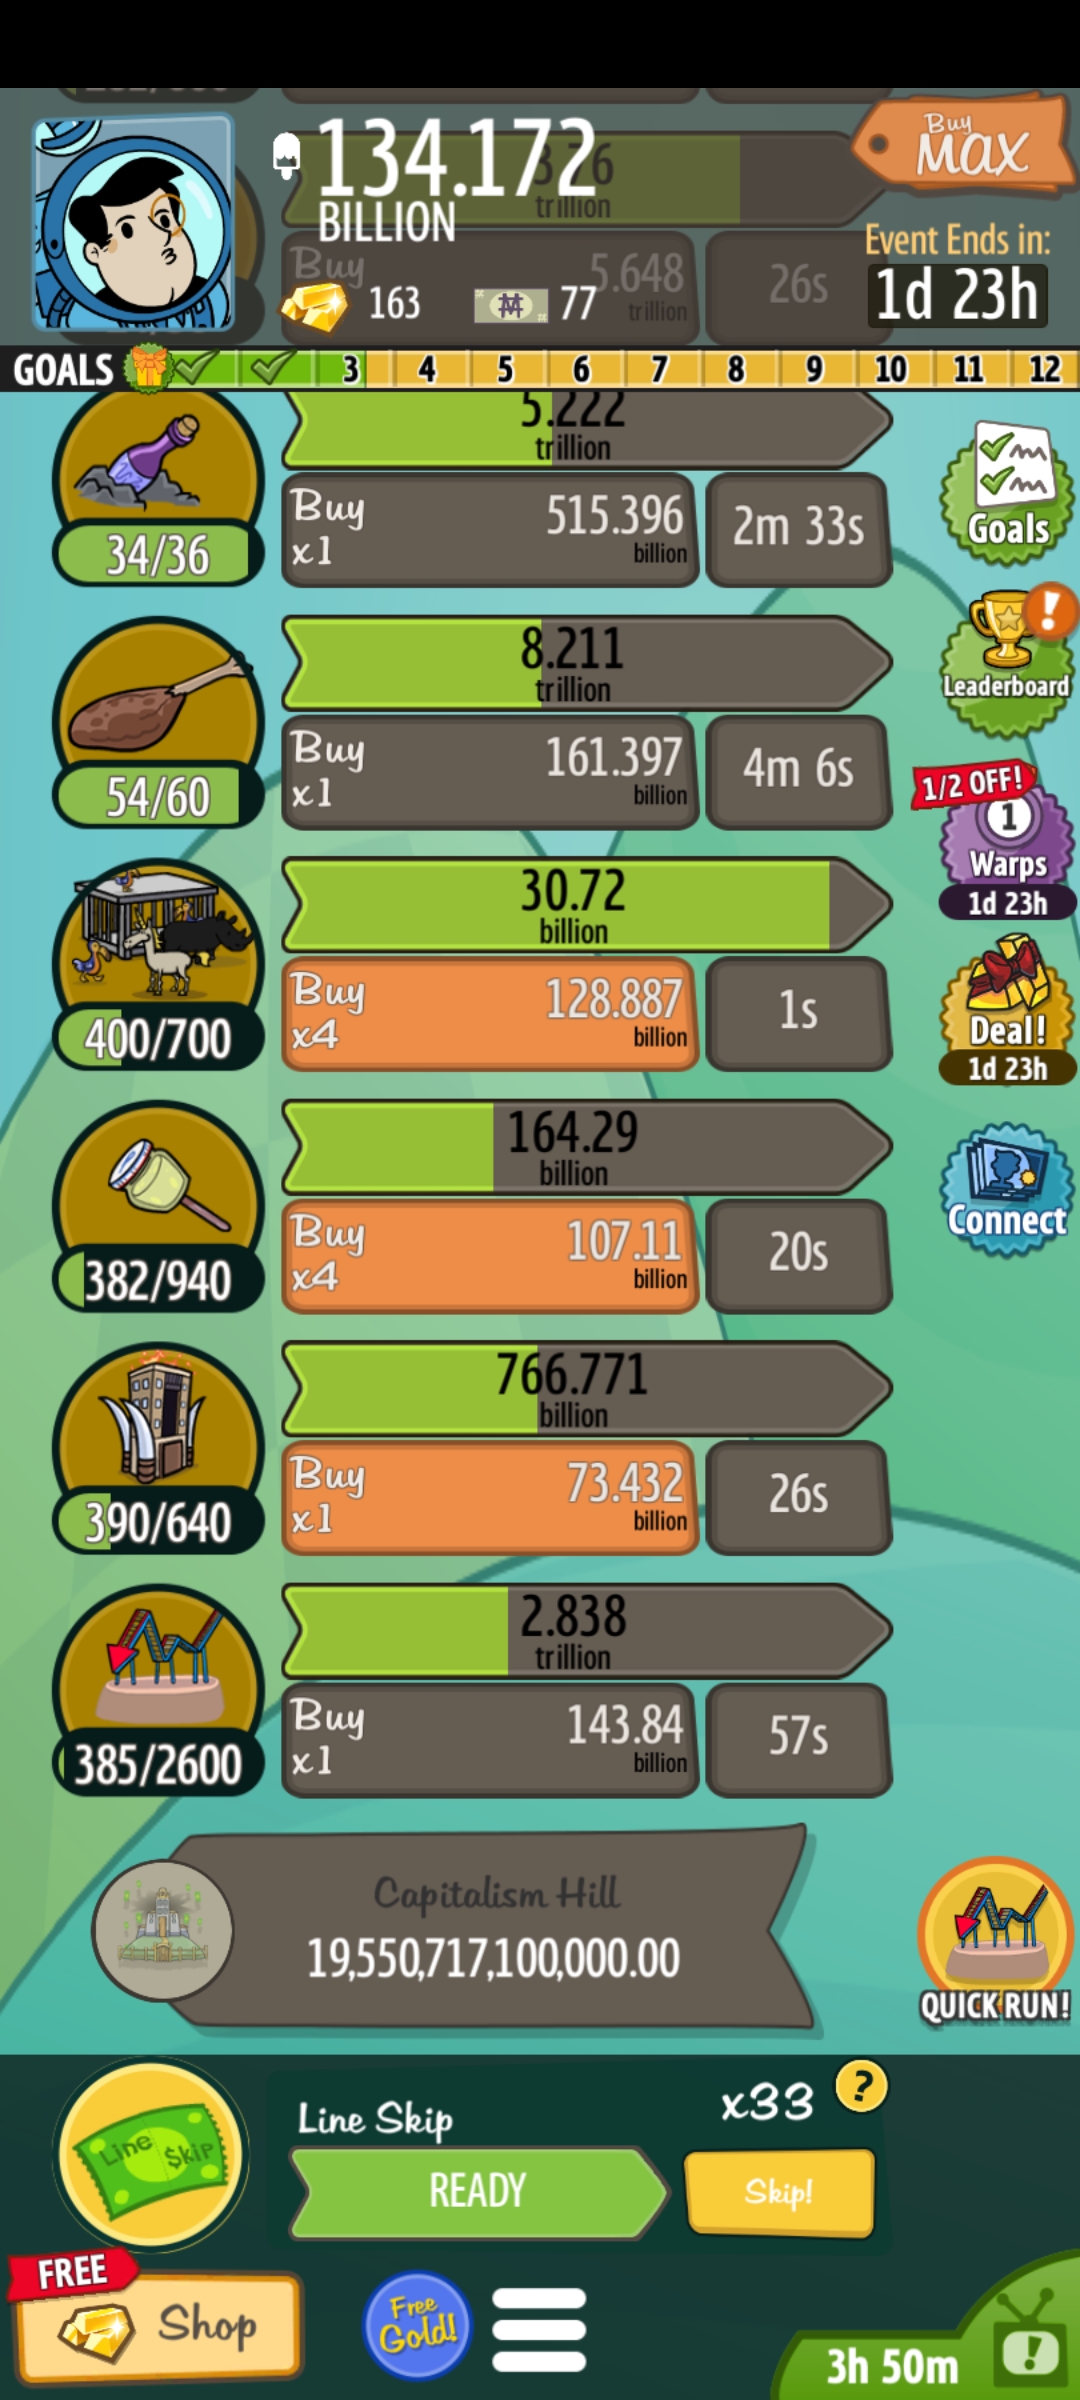 134.172
BILLION
3.76
trillion
Buy
MAX
Buy
5.648
trillion
26s
163
77
Event Ends in:
1d 23h
GOALS
3
4
5
6
7
8
9
10
11
12
5.222
trillion
34/36
Buy
x1
515.396
billion
2m 33s
Goals
8.211
trillion
54/60
Buy
x1
161.397
billion
4m 6s
Leaderboard
1/2 OFF!
1
Warps
1d 23h
30.72
billion
400/700
Buy
x4
128.887
billion
1s
Deal!
1d 23h
164.29
billion
382/940
Buy
x4
107.11
billion
20s
Connect
766.771
billion
390/640
Buy
x1
73.432
billion
26s
2.838
trillion
385/2600
Buy
x1
143.84
billion
57s
Capitalism Hill
19,550,717,100,000.00
QUICK RUN!
Line $kip
Line Skip
x33
?
READY
Skip!
FREE
Shop
Free
Gold!
3h 50m